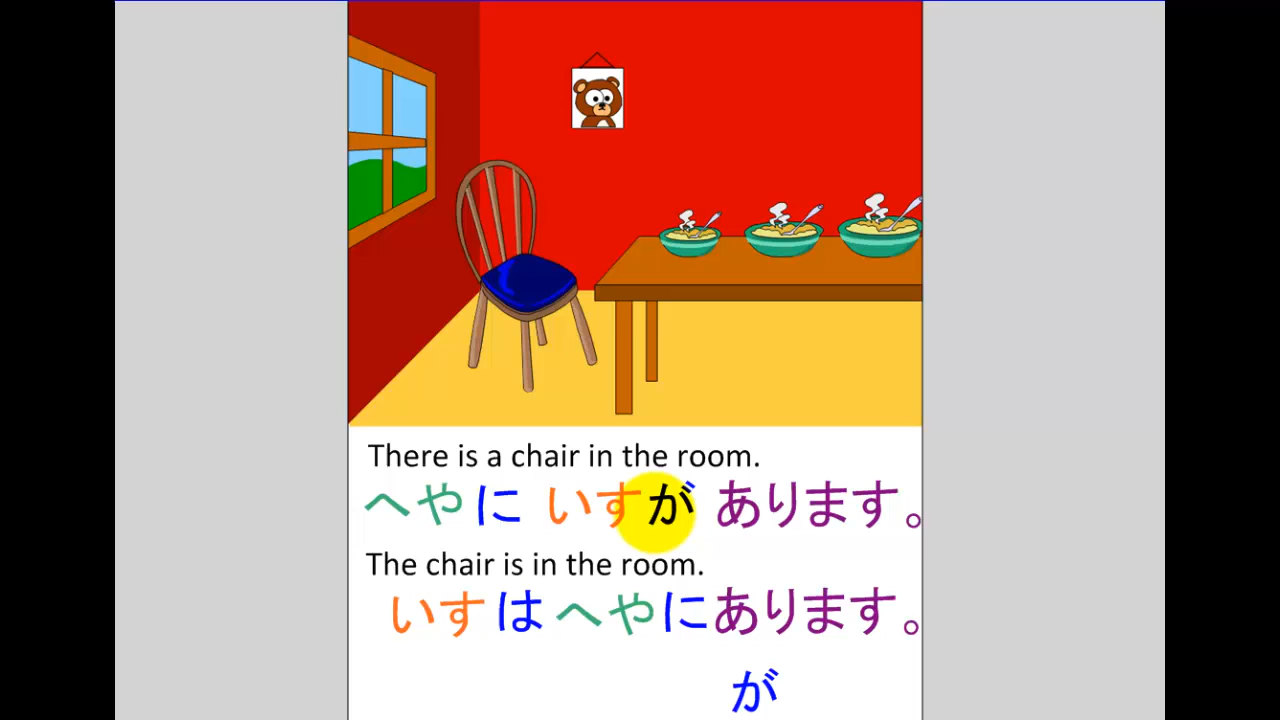 There is a chair in the room.
へやに いすが あります。
The chair is in the room.
いすは へやにあります。
が